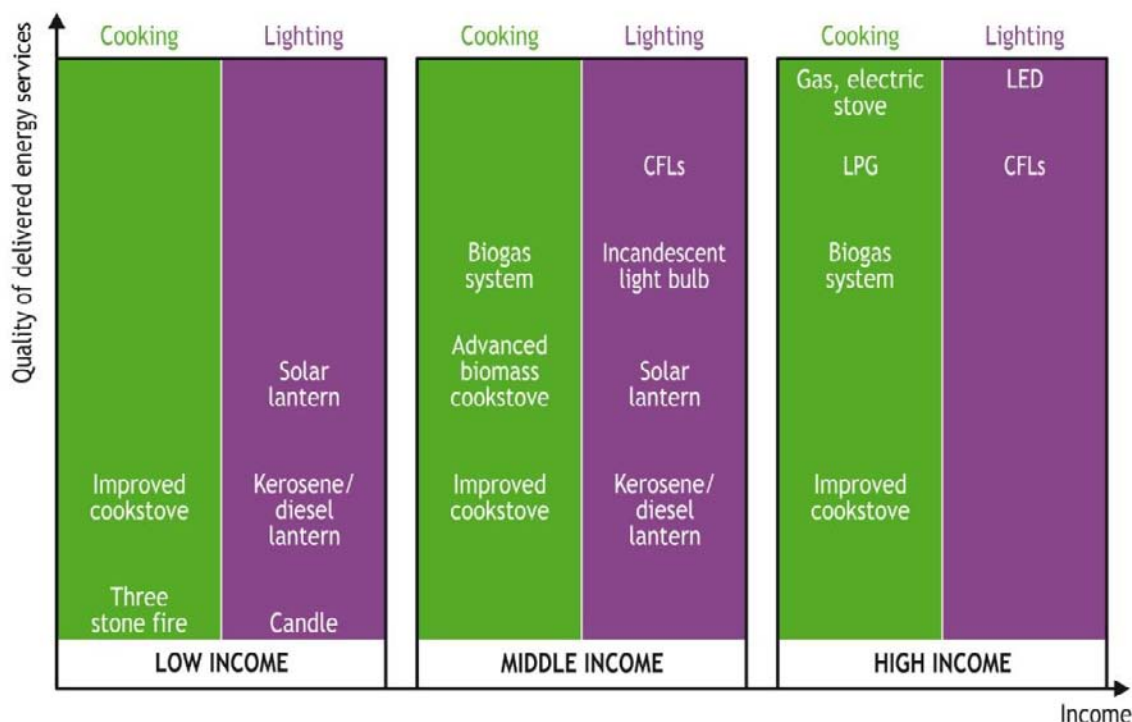 Quality of delivered energy services
Cooking
Lighting
Improved
cookstove
Three
stone fire
Solar
lantern
Kerosene/
diesel
lantern
Candle
LOW INCOME
Cooking
Lighting
Biogas
system
Advanced
biomass
cookstove
Improved
cookstove
CFLs
Incandescent
light bulb
Solar
lantern
Kerosene/
diesel
lantern
MIDDLE INCOME
Cooking
Lighting
Gas, electric
stove
LPG
Biogas
system
Improved
cookstove
LED
CFLs
HIGH INCOME
Income